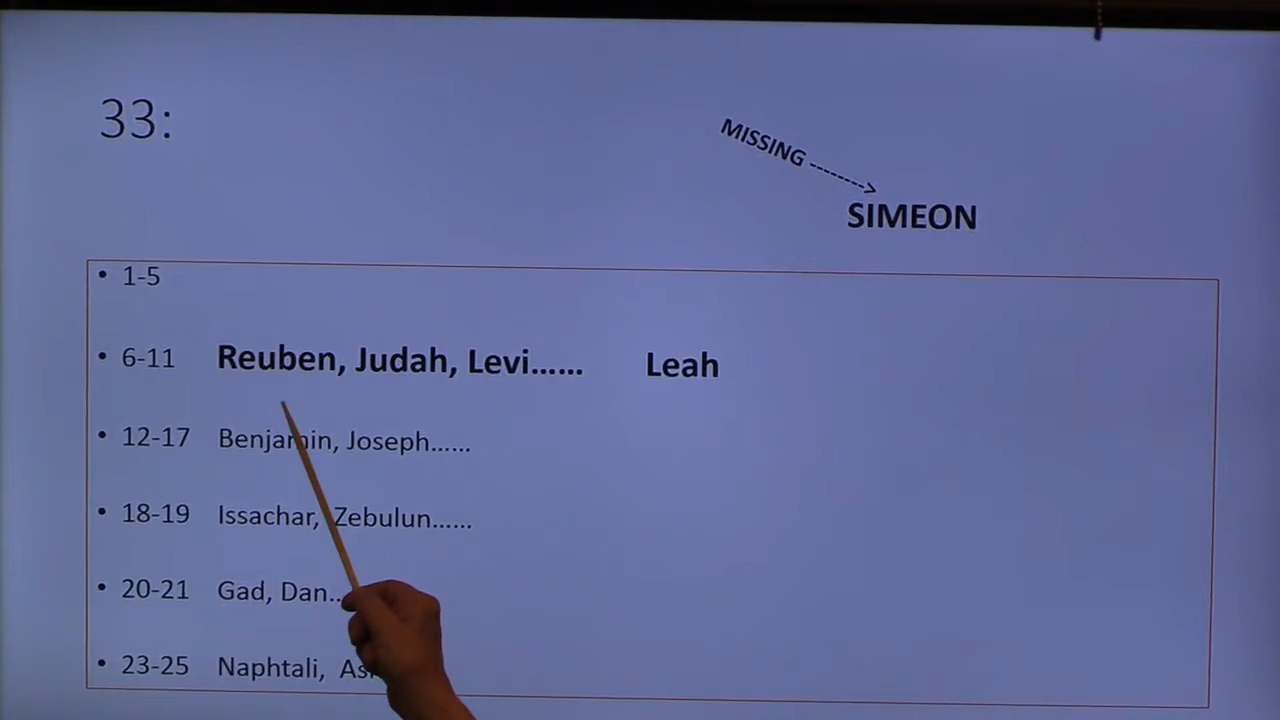 33:
MISSING ------>
SIMEON
• 1-5
• 6-11 Reuben, Judah, Levi...... Leah
• 12-17 Benjamin, Joseph......
• 18-19 Issachar, Zebulun......
• 20-21 Gad, Dan..
• 23-25 Naphtali,